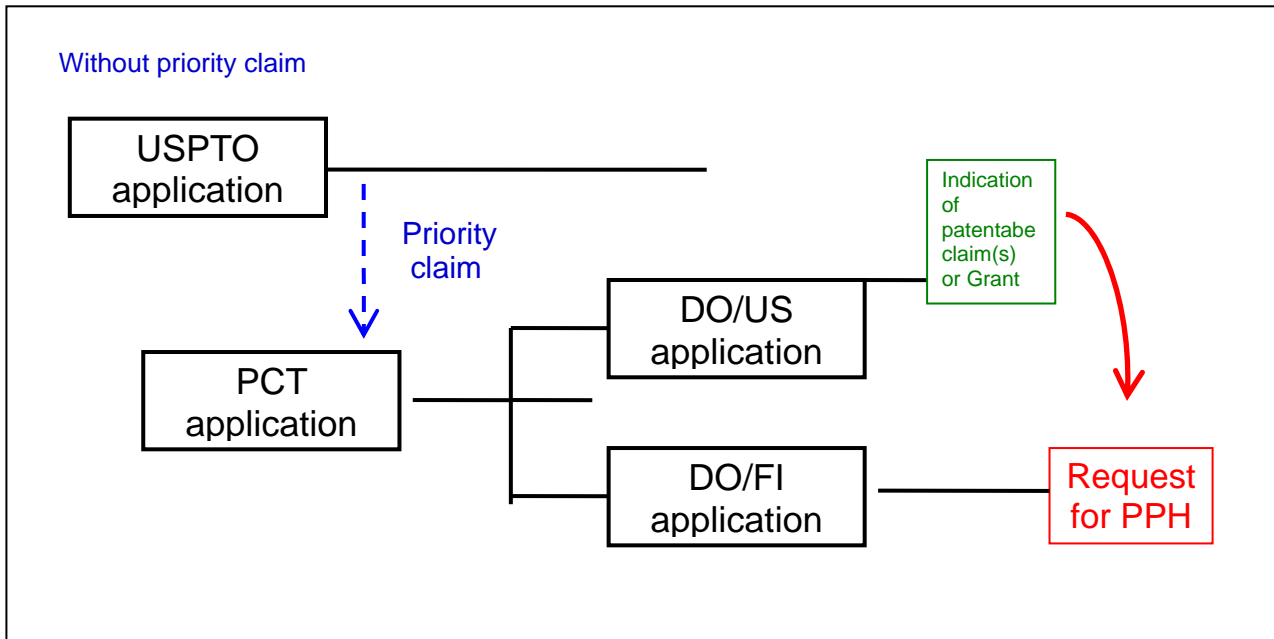 Without priority claim
USPTO
application
Indication
of
patentabe
claim(s)
or Grant
Priority
claim
DO/US
application
PCT
application
DO/FI
application
Request
for PPH